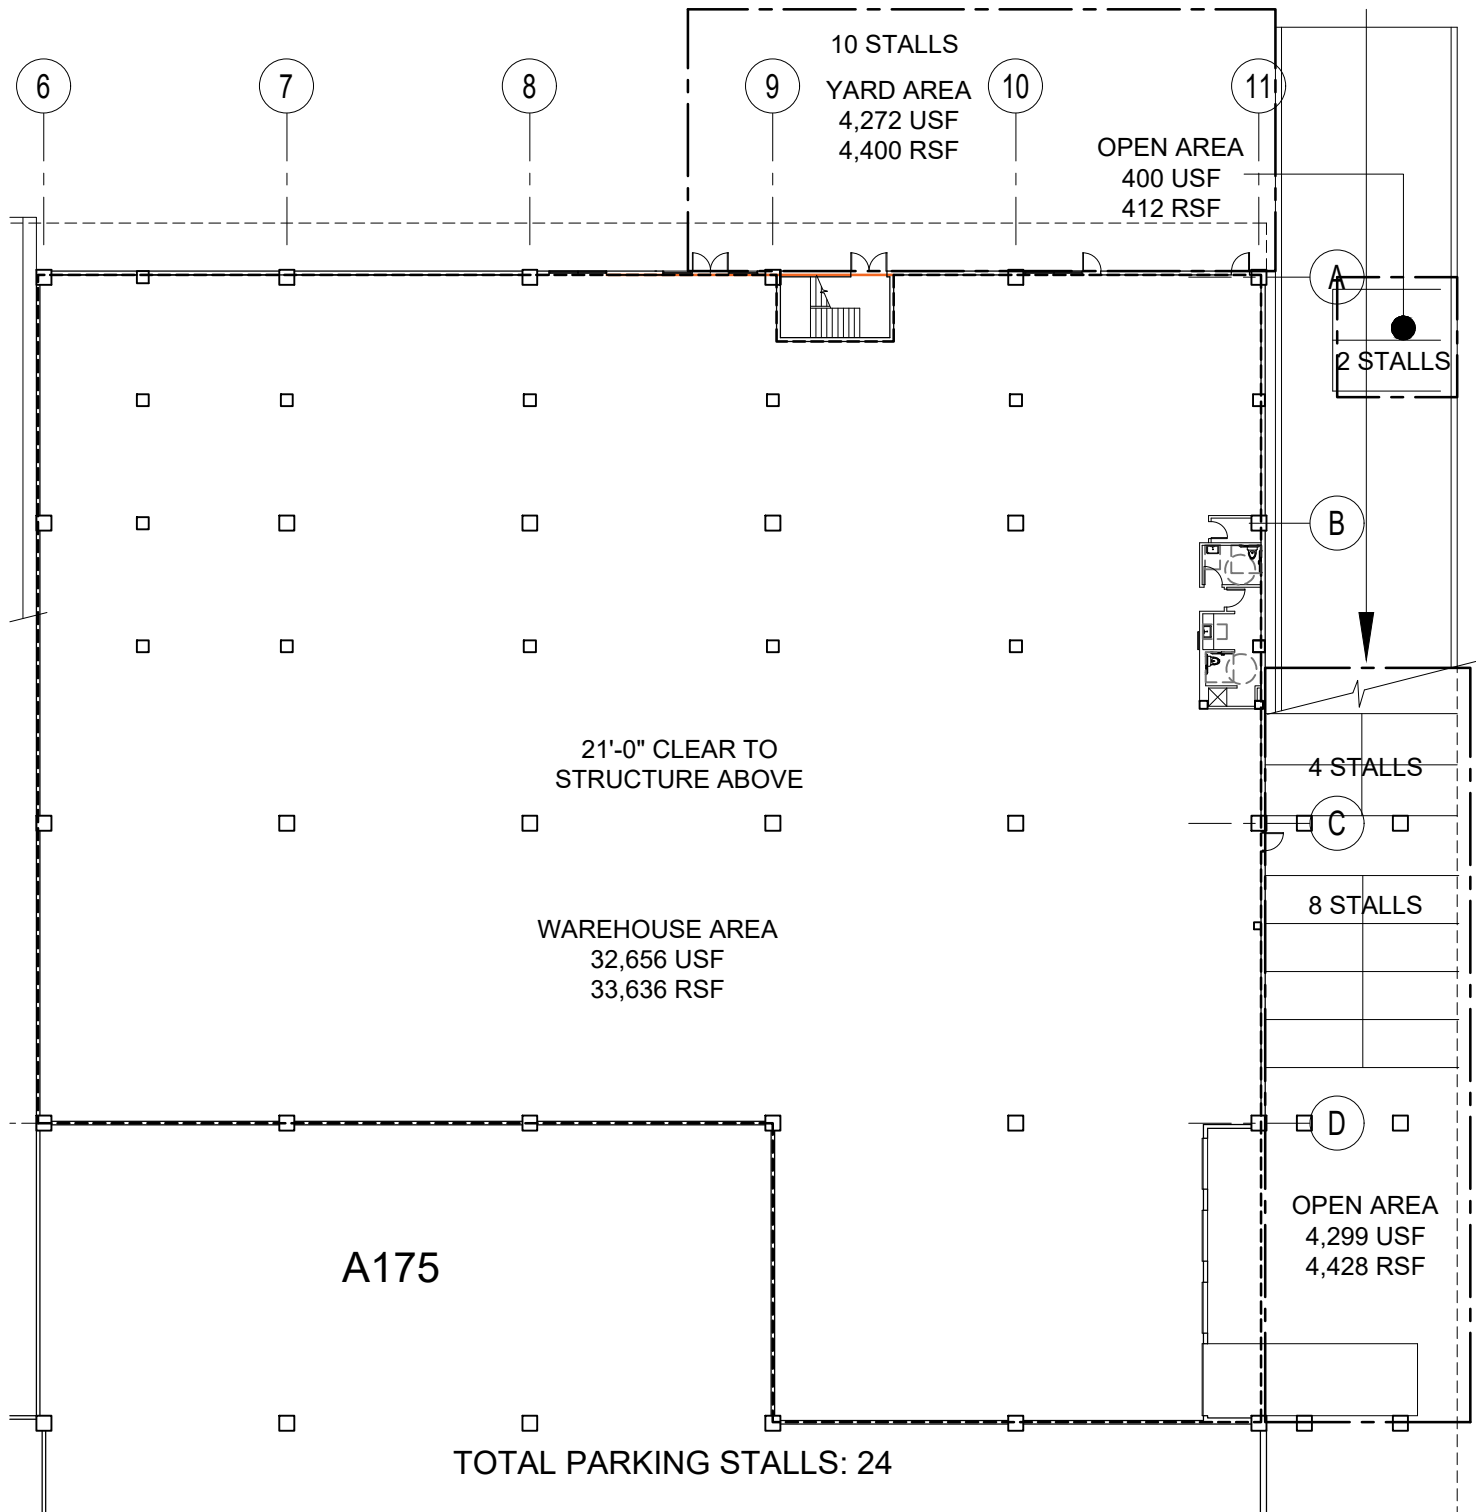 10 STALLS
6
7
8
9
10
11
YARD AREA
4,272 USF
4,400 RSF
OPEN AREA
400 USF
412 RSF
A
2 STALLS
B
21'-0" CLEAR TO
STRUCTURE ABOVE
4 STALLS
C
8 STALLS
WAREHOUSE AREA
32,656 USF
33,636 RSF
D
OPEN AREA
4,299 USF
4,428 RSF
A175
TOTAL PARKING STALLS: 24